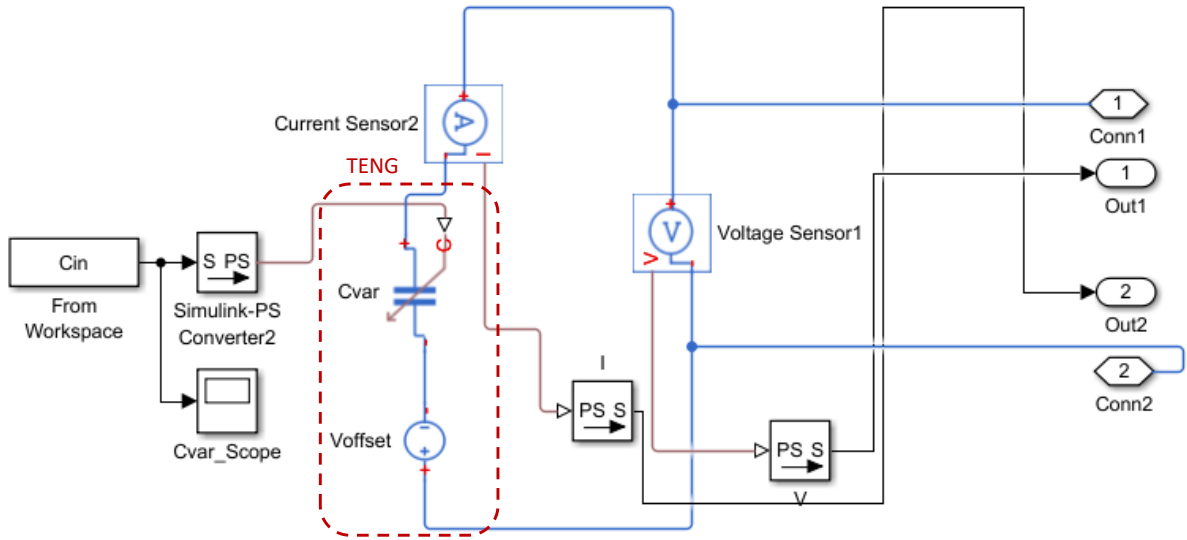 A
Current Sensor2
I
TENG
1
Conn1
1
Out1
V
Voltage Sensor1
V
C
Cin
From
Workspace
S PS
Simulink-PS
Converter2
Cvar
2
Out2
I
PS S
2
Conn2
Cvar_Scope
Voffset
PS S
V